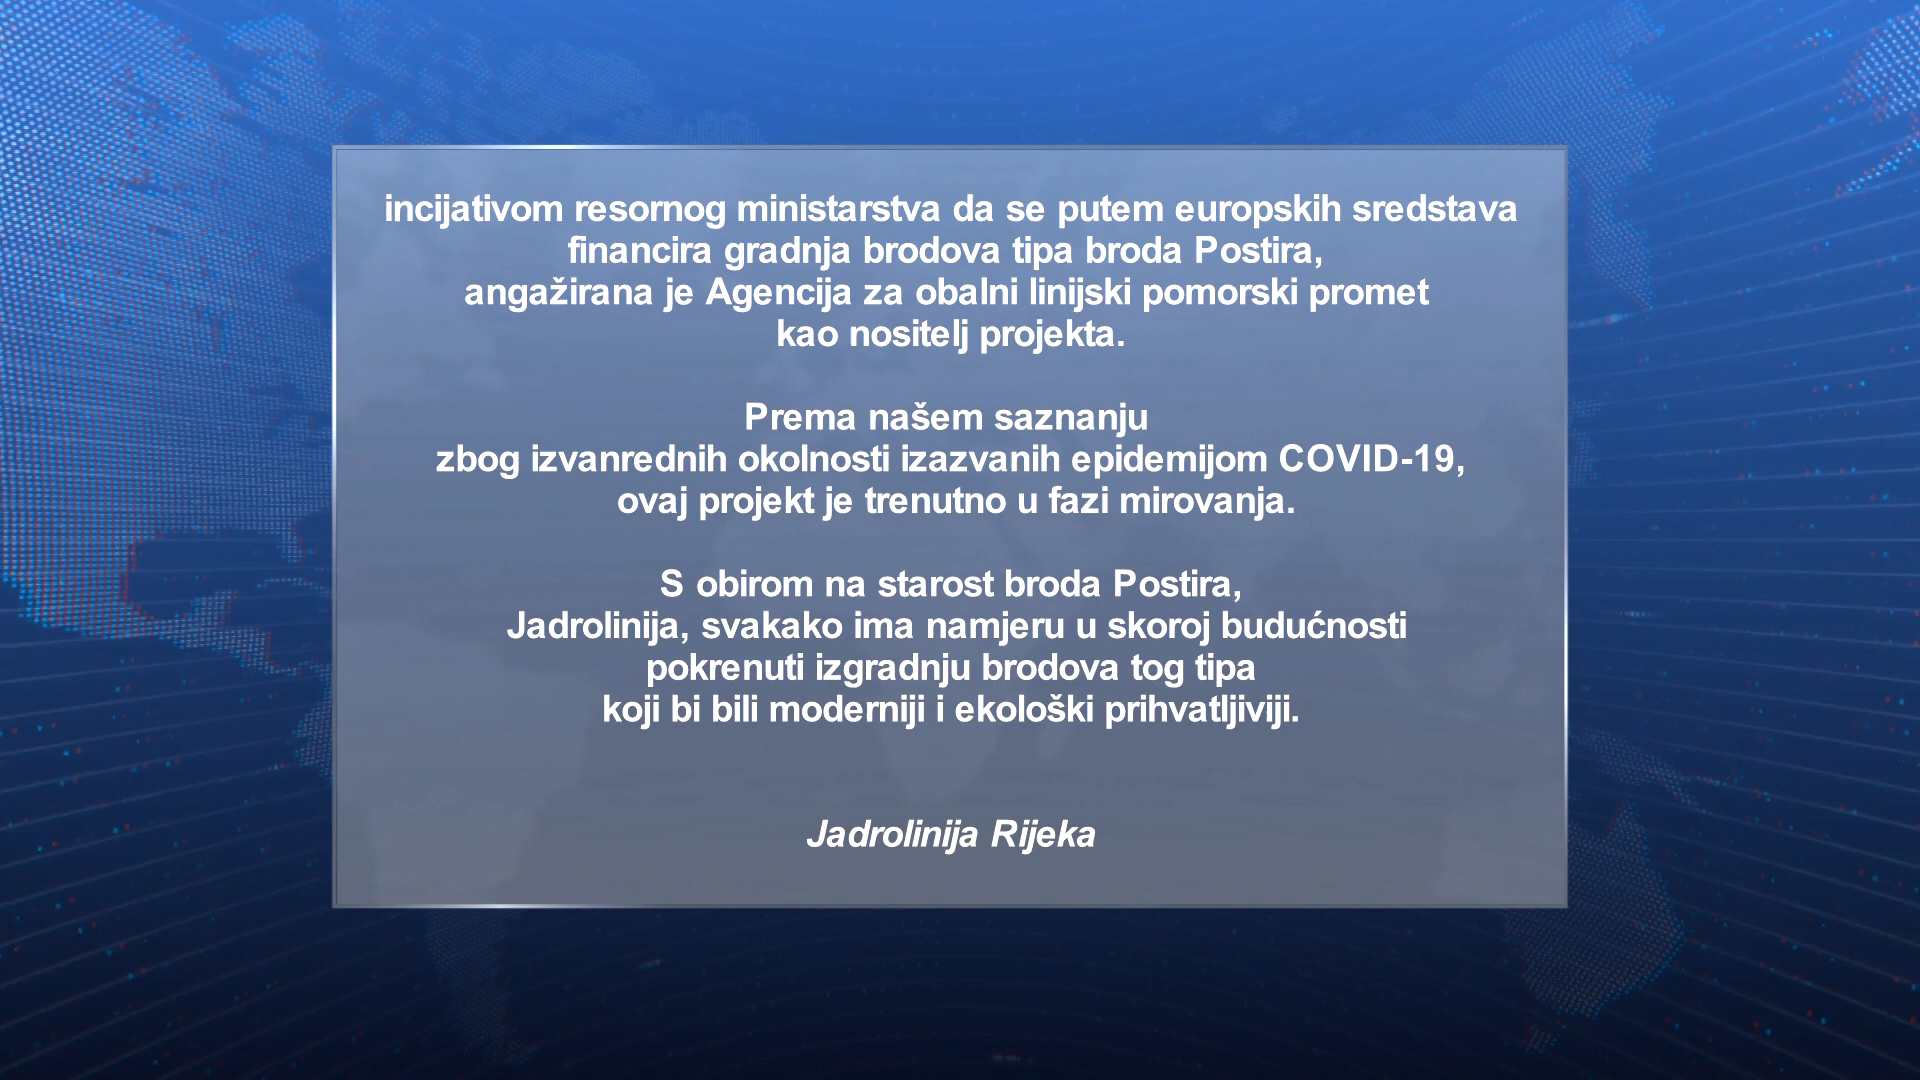 incijativom resornog ministarstva da se putem europskih sredstava
financira gradnja brodova tipa broda Postira,
angažirana je Agencija za obalni linijski pomorski promet
kao nositelj projekta.
Prema našem saznanju
zbog izvanrednih okolnosti izazvanih epidemijom COVID-19,
ovaj projekt je trenutno u fazi mirovanja.
S obirom na starost broda Postira,
Jadrolinija, svakako ima namjeru u skoroj budućnosti
pokrenuti izgradnju brodova tog tipa
koji bi bili moderniji i ekološki prihvatljiviji.
Jadrolinija Rijeka